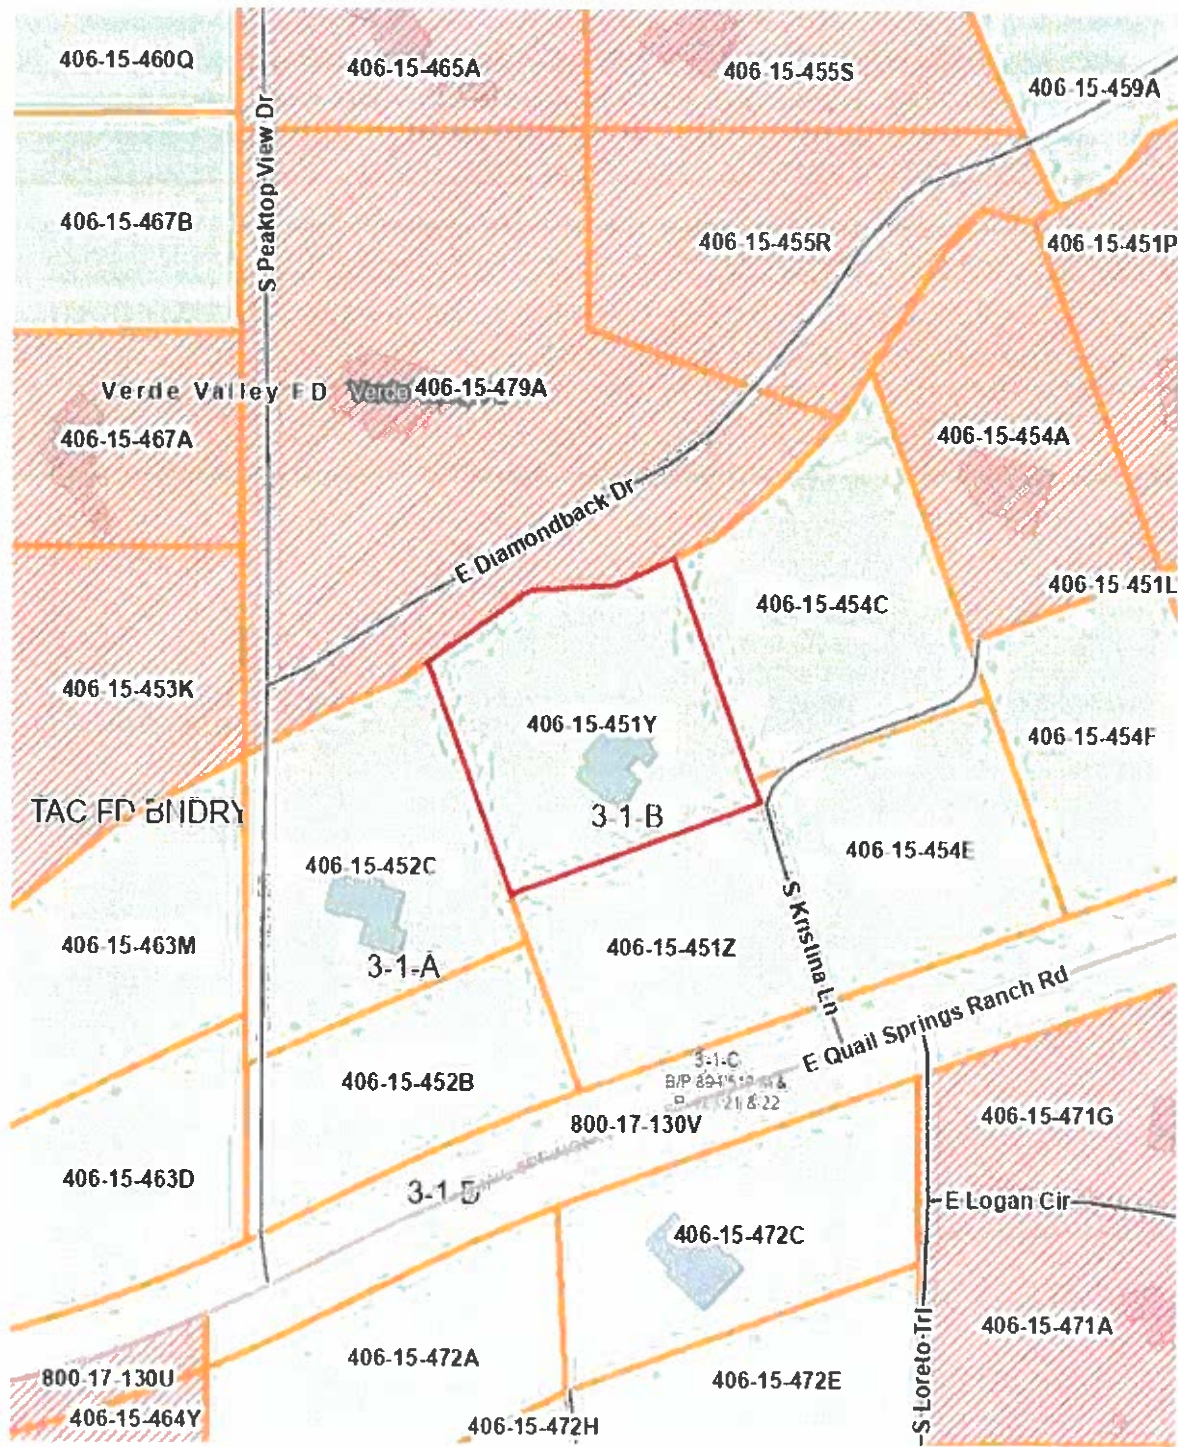 406-15-460Q
406-15-465A
406-15-455S
406-15-459A
S Peaktop View Dr
406-15-467B
406-15-455R
406-15-451P
Verde Valley FD
Verde
406-15-479A
406-15-467A
406-15-454A
E Diamondback Dr
406-15-451L
406-15-454C
406-15-453K
406-15-451Y
406-15-454F
TAC FD BNDRY
3-1-B
406-15-452C
406-15-454E
S Kristina Ln
406-15-463M
406-15-451Z
3-1-A
E Quail Springs Ranch Rd
3-1-C
406-15-452B
B/P
&
& 22
800-17-130V
406-15-471G
406-15-463D
3-1
E Logan Cir
406-15-472C
406-15-471A
S Loreto Trl
406-15-472A
800-17-130U
406-15-472E
406-15-464Y
406-15-472H